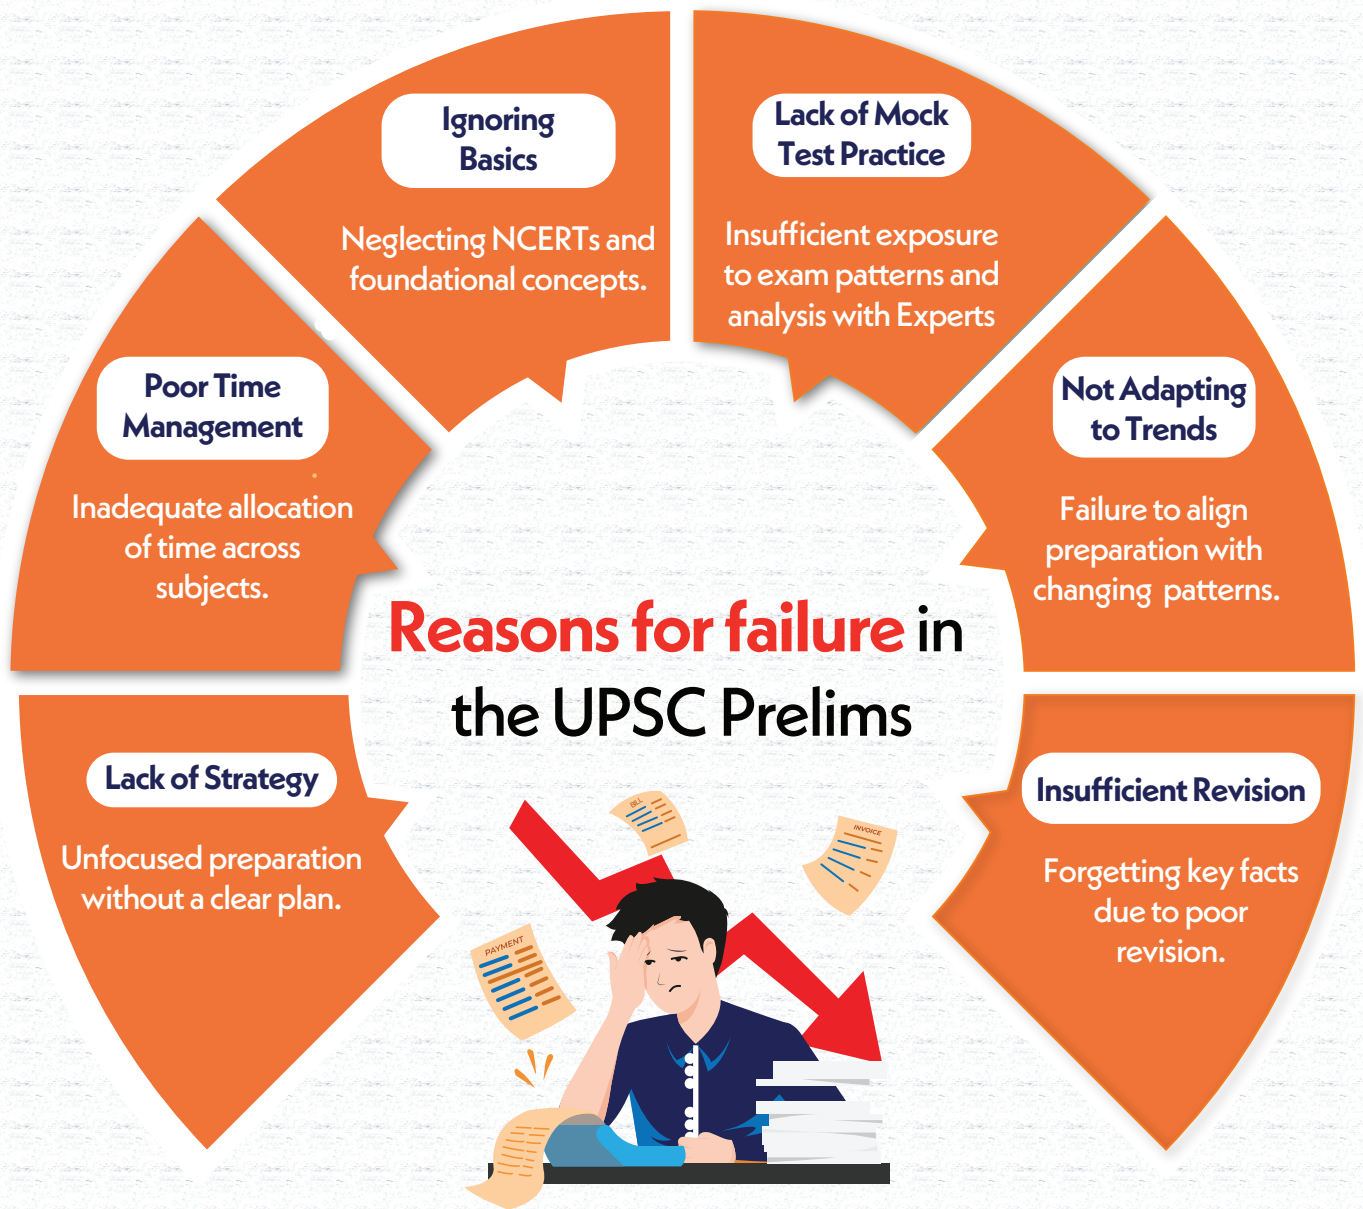 Ignoring
Basics
Neglecting NCERTs and
foundational concepts.
Lack of Mock
Test Practice
Insufficient exposure
to exam patterns and
analysis with Experts
Poor Time
Management
Inadequate allocation
of time across
subjects.
Not Adapting
to Trends
Failure to align
preparation with
changing patterns.
Reasons for failure in
the UPSC Prelims
Lack of Strategy
Unfocused preparation
without a clear plan.
Insufficient Revision
Forgetting key facts
due to poor
revision.
BILL
INVOICE
PAYMENT